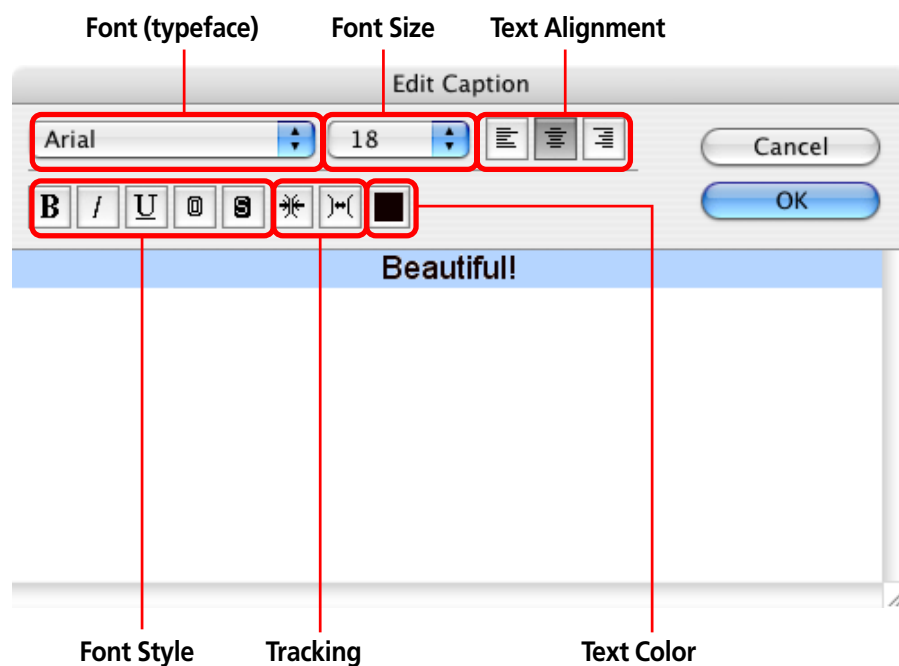 Font (typeface) Font Size Text Alignment
Edit Caption
Arial 18 Cancel
B I U O S OK
Beautiful!
Font Style Tracking Text Color